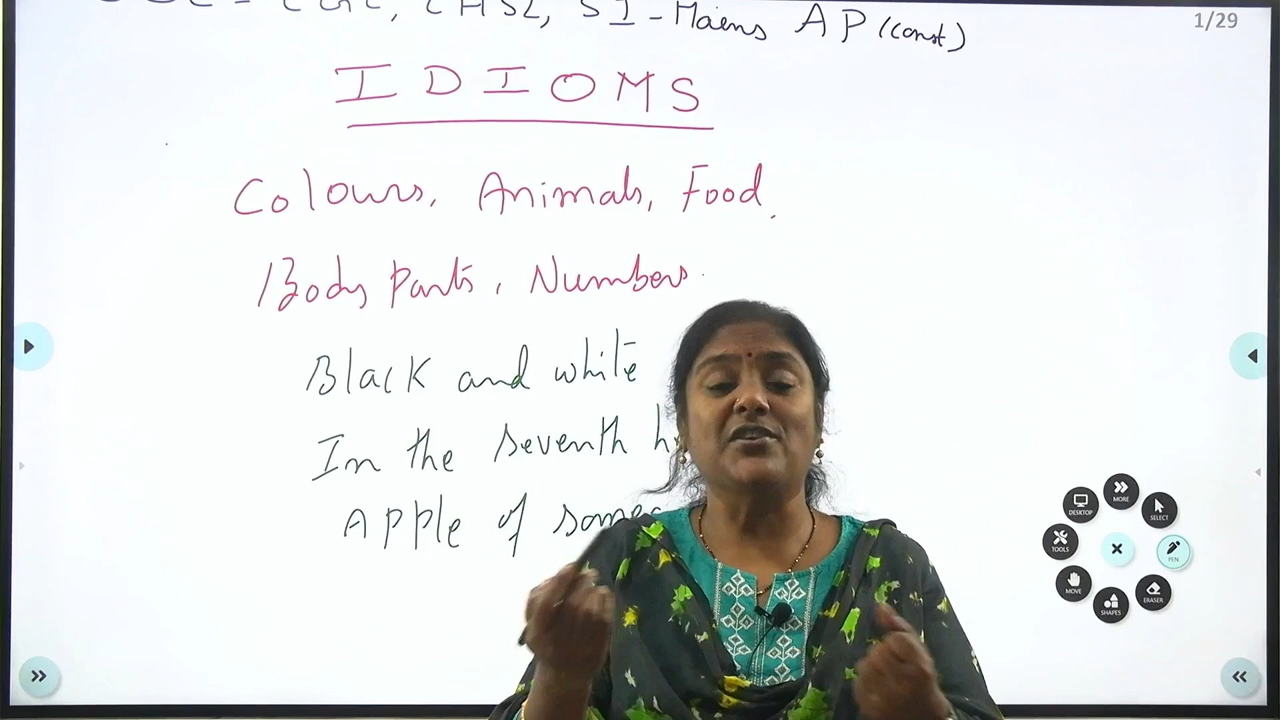 CHSL, SI - Mains AP (const)
1/29
IDIOMS
Colours, Animals, Food.
Body parts, Numbers.
Black and white
In the seventh
Apple of
MORE
DESKTOP
SELECT
TOOLS
PEN
MOVE
ERASER
SHAPES